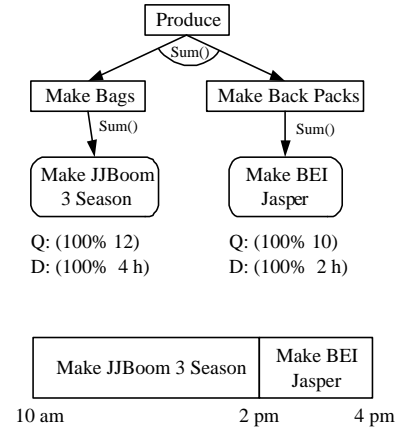 Produce
Sum()
Make Bags
Make Back Packs
Sum()
Sum()
Make JJBoom
3 Season
Make BEI
Jasper
Q: (100% 12)
D: (100% 4 h)
Q: (100% 10)
D: (100% 2 h)
Make JJBoom 3 Season
Make BEI
Jasper
10 am
2 pm
4 pm